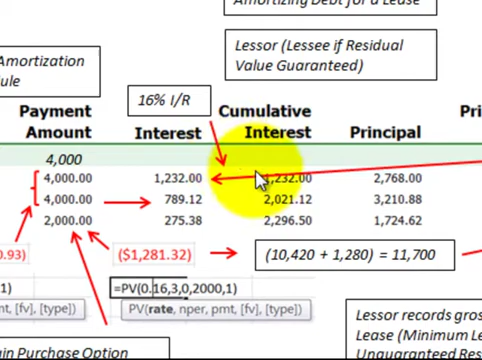 Amortizing Debt for a Lease
Lessor (Lessee if Residual
Value Guaranteed)
Amortization
16% I/R
Payment Cumulative
Amount Interest Interest Principal
4,000
4,000.00 1,232.00 1,232.00 2,768.00
4,000.00 789.12 2,021.12 3,210.88
2,000.00 275.38 2,296.50 1,724.62
0.93) ($1,281.32) (10,420 + 1,280) = 11,700
1) =PV(0.16,3,0,2000,1)
nt, [fv], [type]) PV(rate, nper, pmt, [fv], [type])
Lessor records gros
Lease (Minimum Le
in Purchase Option Unguaranteed Res